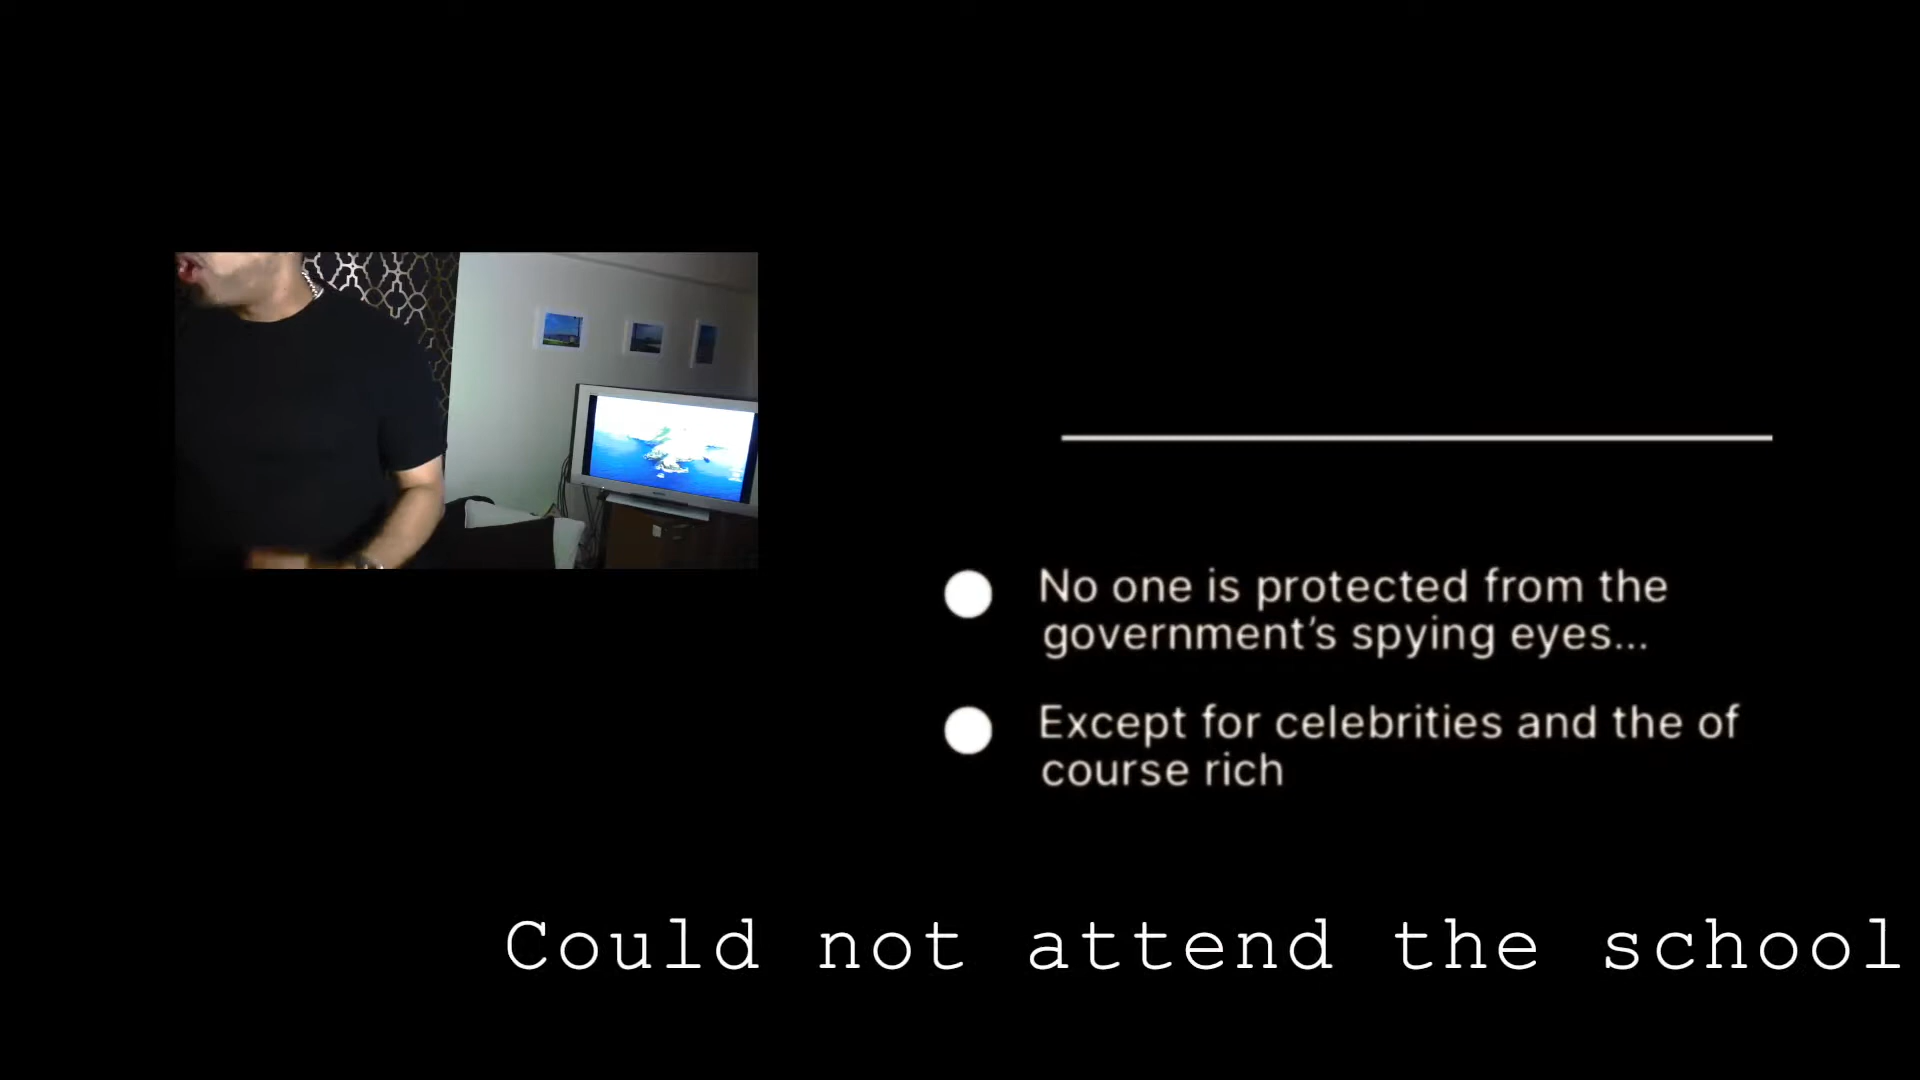 No one is protected from the
government’s spying eyes...
Except for celebrities and the of
course rich
Could not attend the school